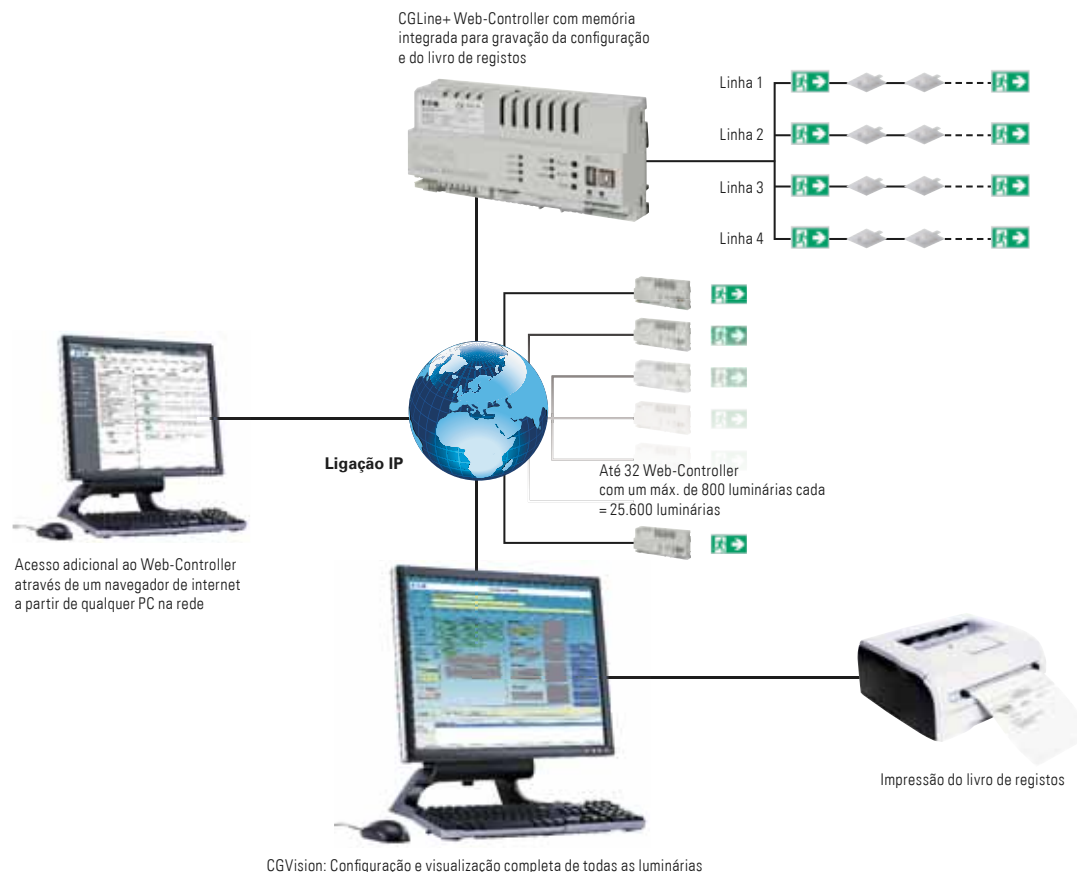 CGLine+ Web-Controller com memória
integrada para gravação da configuração
e do livro de registos
EATON
Linha 1
Linha 2
Linha 3
Linha 4
Ligação IP
Até 32 Web-Controller
com um máx. de 800 luminárias cada
= 25.600 luminárias
Acesso adicional ao Web-Controller
através de um navegador de internet
a partir de qualquer PC na rede
Impressão do livro de registos
CGVision: Configuração e visualização completa de todas as luminárias